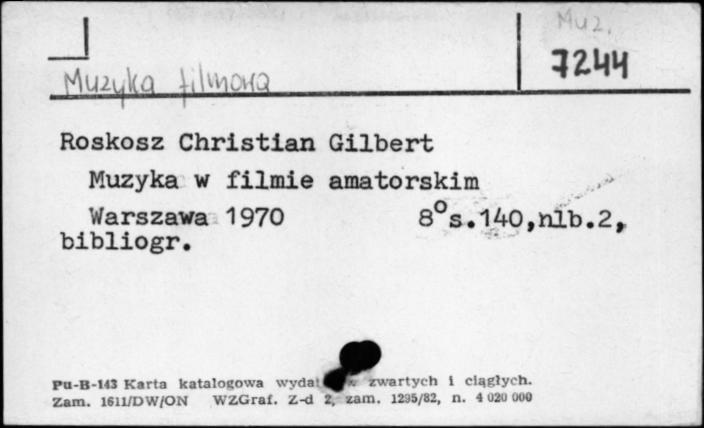 Muz.
7244
Muzyka filmowa
Roskosz Christian Gilbert
Muzyka w filmie amatorskim
Warszawa 1970 8°s.140,nlb.2,
bibliogr.
Pu-B-143 Karta katalogowa zwartych i ciągłych.
Zam. 1611/DW/ON WZGraf. Z-d 2, zam. 1295/82, n. 4 020 000